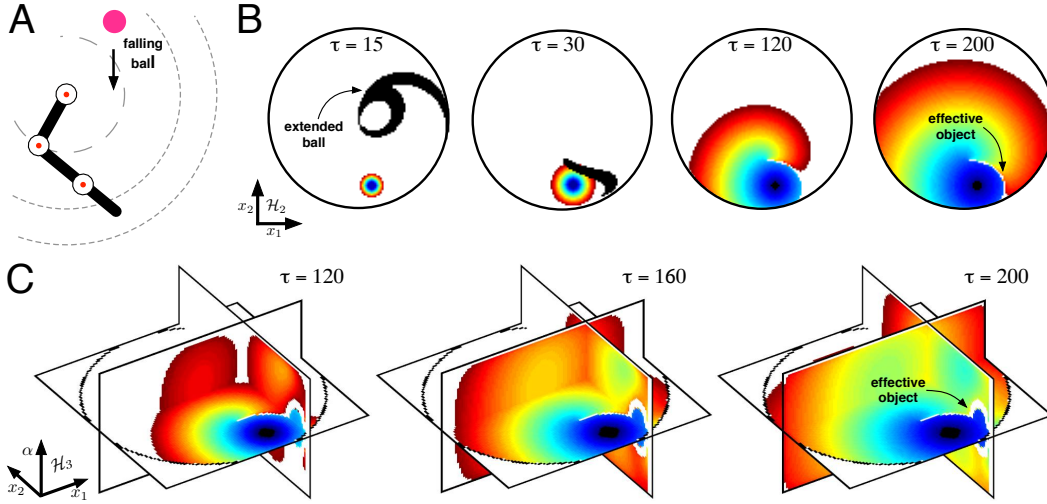 A
falling
ball
B
τ = 15
τ = 30
τ = 120
τ = 200
extended
ball
effective
object
x₂
ℋ₂
x₁
C
τ = 120
τ = 160
τ = 200
effective
object
α
ℋ₃
x₂
x₁